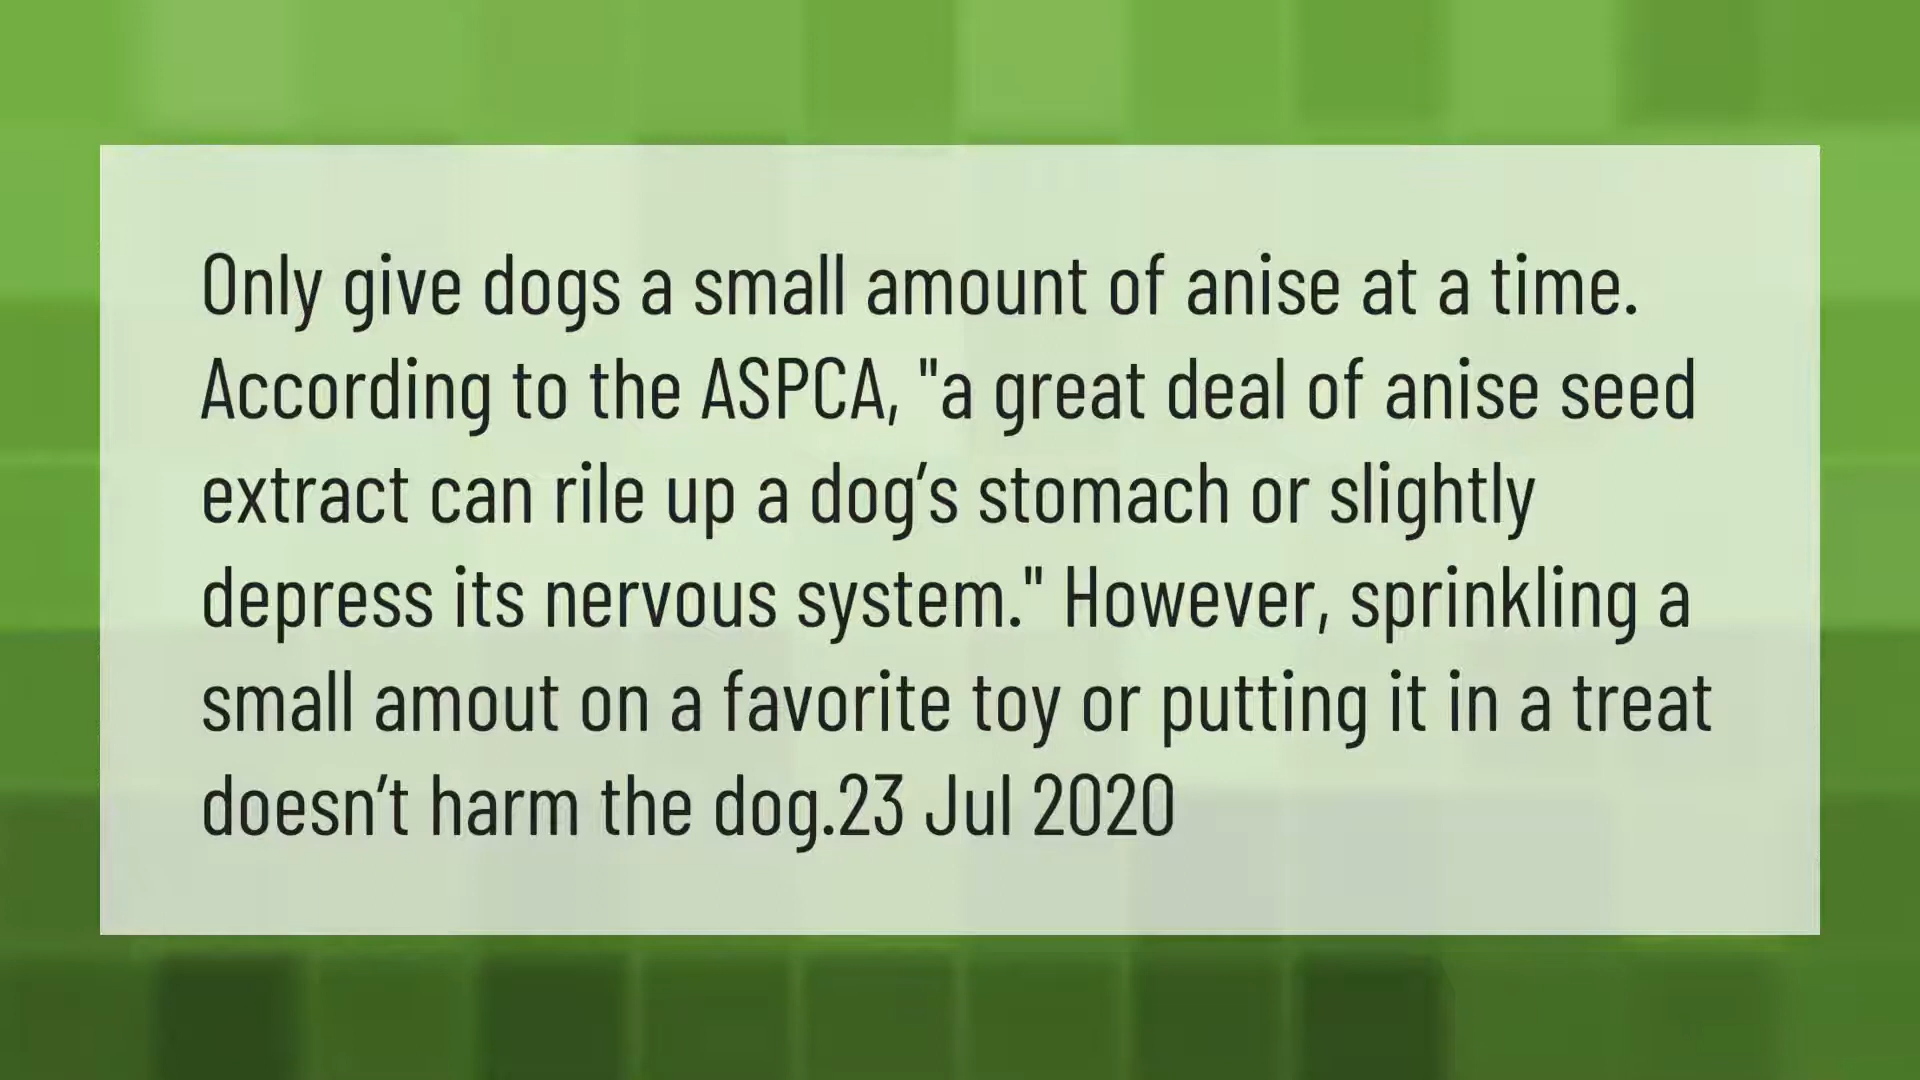 Only give dogs a small amount of anise at a time.
According to the ASPCA, "a great deal of anise seed
extract can rile up a dog’s stomach or slightly
depress its nervous system." However, sprinkling a
small amout on a favorite toy or putting it in a treat
doesn’t harm the dog.23 Jul 2020